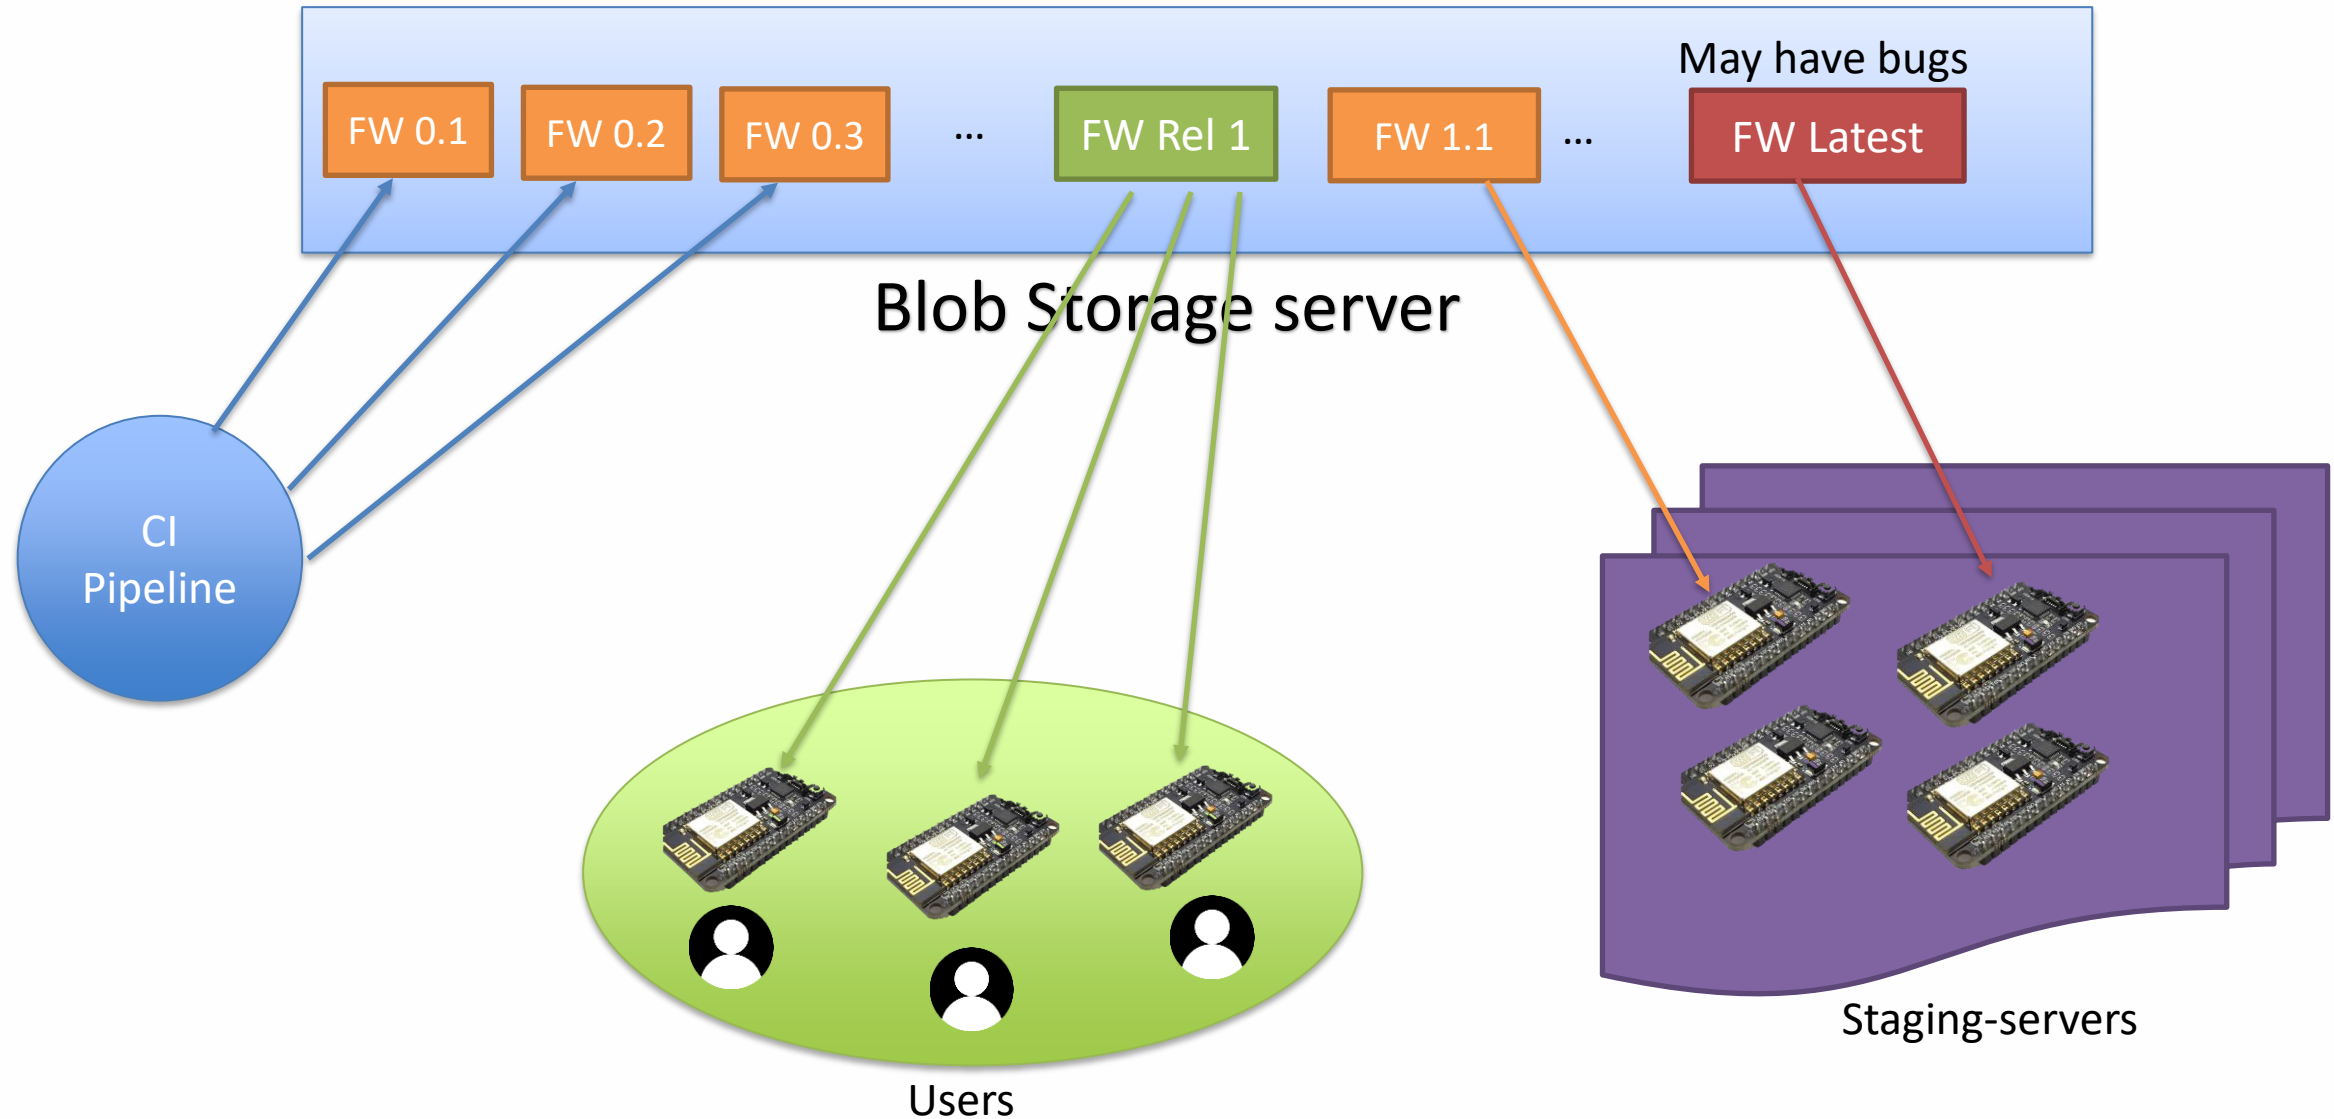 May have bugs
FW 0.1
FW 0.2
FW 0.3
...
FW Rel 1
FW 1.1
...
FW Latest
Blob Storage server
CI
Pipeline
Staging-servers
Users